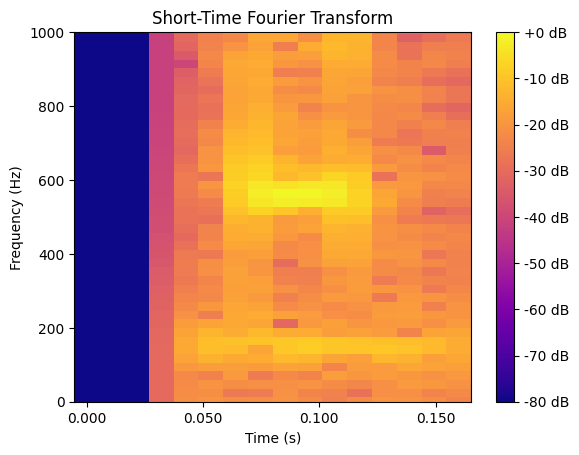 Short-Time Fourier Transform
Frequency (Hz)
1000
800
600
400
200
0
0.000
0.050
0.100
0.150
Time (s)
+0 dB
-10 dB
-20 dB
-30 dB
-40 dB
-50 dB
-60 dB
-70 dB
-80 dB